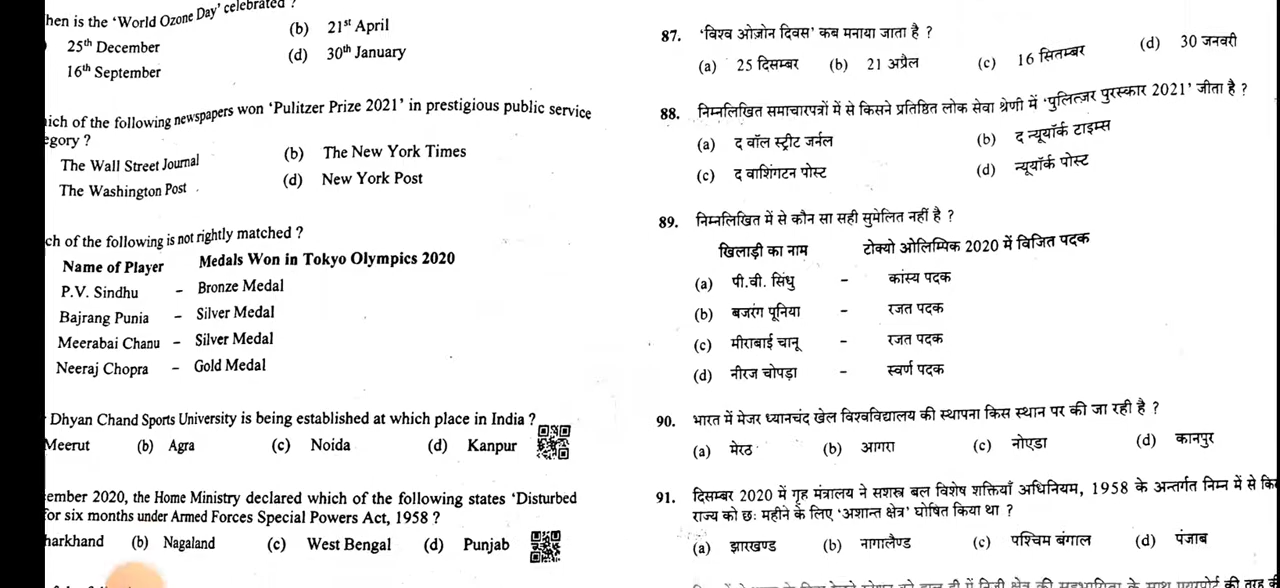 hen is the ‘World Ozone Day’ celebrated ?
(b) 21st April
25th December
(d) 30th January
16th September
ich of the following newspapers won ‘Pulitzer Prize 2021’ in prestigious public service
egory ?
The Wall Street Journal (b) The New York Times
The Washington Post (d) New York Post
ch of the following is not rightly matched ?
Name of Player Medals Won in Tokyo Olympics 2020
P.V. Sindhu – Bronze Medal
Bajrang Punia – Silver Medal
Meerabai Chanu – Silver Medal
Neeraj Chopra – Gold Medal
Dhyan Chand Sports University is being established at which place in India ?
Meerut (b) Agra (c) Noida (d) Kanpur
ember 2020, the Home Ministry declared which of the following states ‘Disturbed
for six months under Armed Forces Special Powers Act, 1958 ?
harkhand (b) Nagaland (c) West Bengal (d) Punjab
87. ‘विश्व ओज़ोन दिवस’ कब मनाया जाता है ?
(a) 25 दिसम्बर (b) 21 अप्रैल (c) 16 सितम्बर (d) 30 जनवरी
88. निम्नलिखित समाचारपत्रों में से किसने प्रतिष्ठित लोक सेवा श्रेणी में ‘पुलित्ज़र पुरस्कार 2021’ जीता है ?
(a) द वॉल स्ट्रीट जर्नल (b) द न्यूयॉर्क टाइम्स
(c) द वाशिंगटन पोस्ट (d) न्यूयॉर्क पोस्ट
89. निम्नलिखित में से कौन सा सही सुमेलित नहीं है ?
खिलाड़ी का नाम टोक्यो ओलिम्पिक 2020 में विजित पदक
(a) पी.वी. सिंधु – कांस्य पदक
(b) बजरंग पूनिया – रजत पदक
(c) मीराबाई चानू – रजत पदक
(d) नीरज चोपड़ा – स्वर्ण पदक
90. भारत में मेजर ध्यानचंद खेल विश्वविद्यालय की स्थापना किस स्थान पर की जा रही है ?
(a) मेरठ (b) आगरा (c) नोएडा (d) कानपुर
91. दिसम्बर 2020 में गृह मंत्रालय ने सशस्त्र बल विशेष शक्तियाँ अधिनियम, 1958 के अन्तर्गत निम्न में से कि
राज्य को छः महीने के लिए ‘अशान्त क्षेत्र’ घोषित किया था ?
(a) झारखण्ड (b) नागालैण्ड (c) पश्चिम बंगाल (d) पंजाब